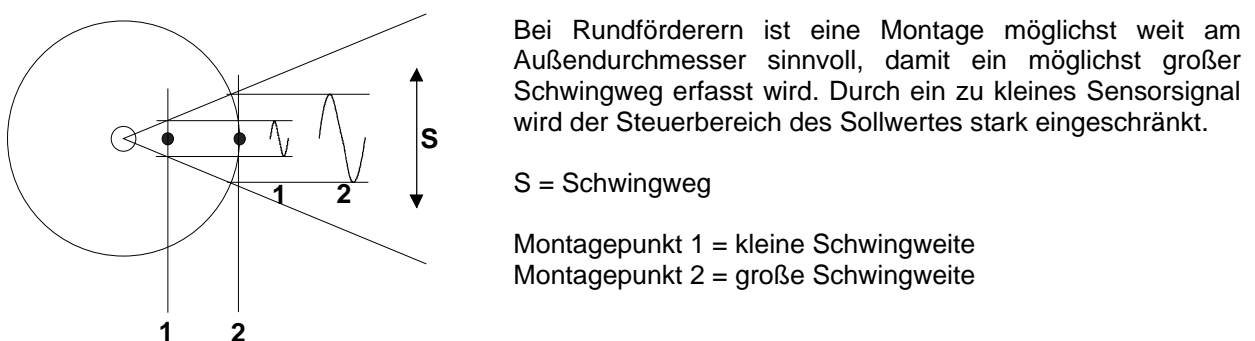 Bei Rundförderern ist eine Montage möglichst weit am
Außendurchmesser sinnvoll, damit ein möglichst großer
Schwingweg erfasst wird. Durch ein zu kleines Sensorsignal
wird der Steuerbereich des Sollwertes stark eingeschränkt.
S = Schwingweg
Montagepunkt 1 = kleine Schwingweite
Montagepunkt 2 = große Schwingweite
S
1 2
1 2